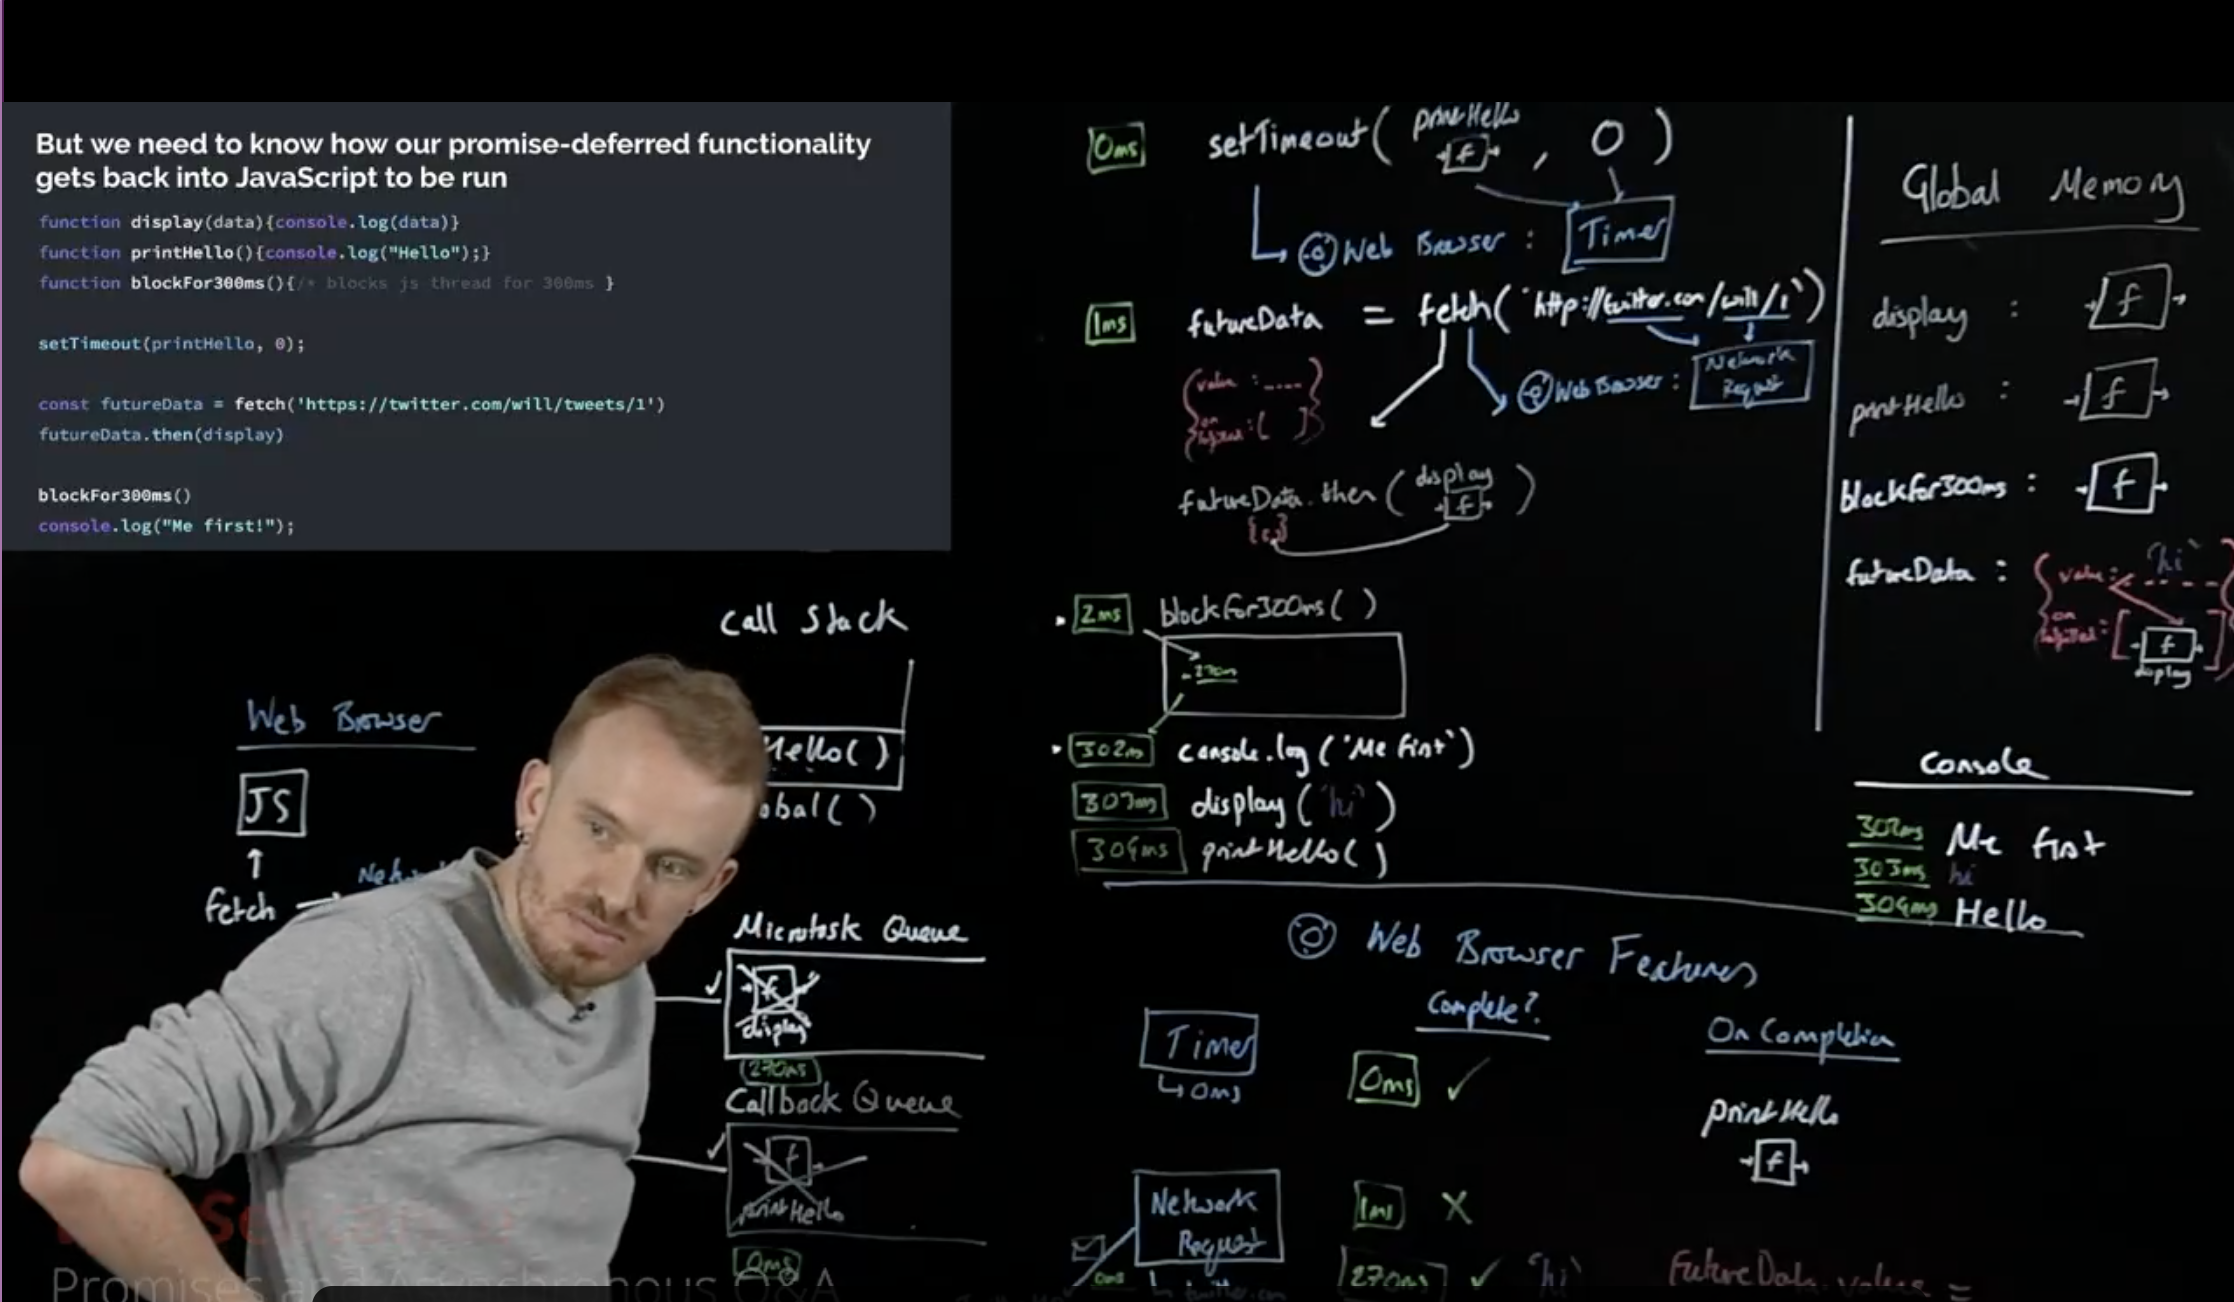 But we need to know how our promise-deferred functionality
gets back into JavaScript to be run
function display(data){console.log(data)}
function printHello(){console.log("Hello");}
function blockFor300ms(){/* blocks js thread for 300ms }
setTimeout(printHello, 0);
const futureData = fetch('https://twitter.com/will/tweets/1')
futureData.then(display)
blockFor300ms()
console.log("Me first!");
0ms setTimeout( printHello f , 0 )
Web Browser : Timer
1ms futureData = fetch('http://twitter.com/will/1')
value :
on
Web Browser : Network
Request
futureData.then( display f )
2ms blockFor300ms( )
270m
302m console.log('Me first')
303ms display('hi')
304ms printHello( )
Global Memory
display : f
printHello : f
blockfor300ms : f
futureData : value: 'hi'
on
f
display
Console
302ms Me first
303ms hi
304ms Hello
Call Stack
Hello( )
obal( )
Web Browser
JS
fetch
Microtask Queue
f
display
270ms
Callback Queue
f
printHello
0ms
Web Browser Features
Complete?
On Completion
Timer
0ms
0ms ✓
printHello
f
Network
Request
1ms X
0ms
twitter.com
270ms ✓ 'hi'
futureData.value =
Promises and Asynchronous Q&A